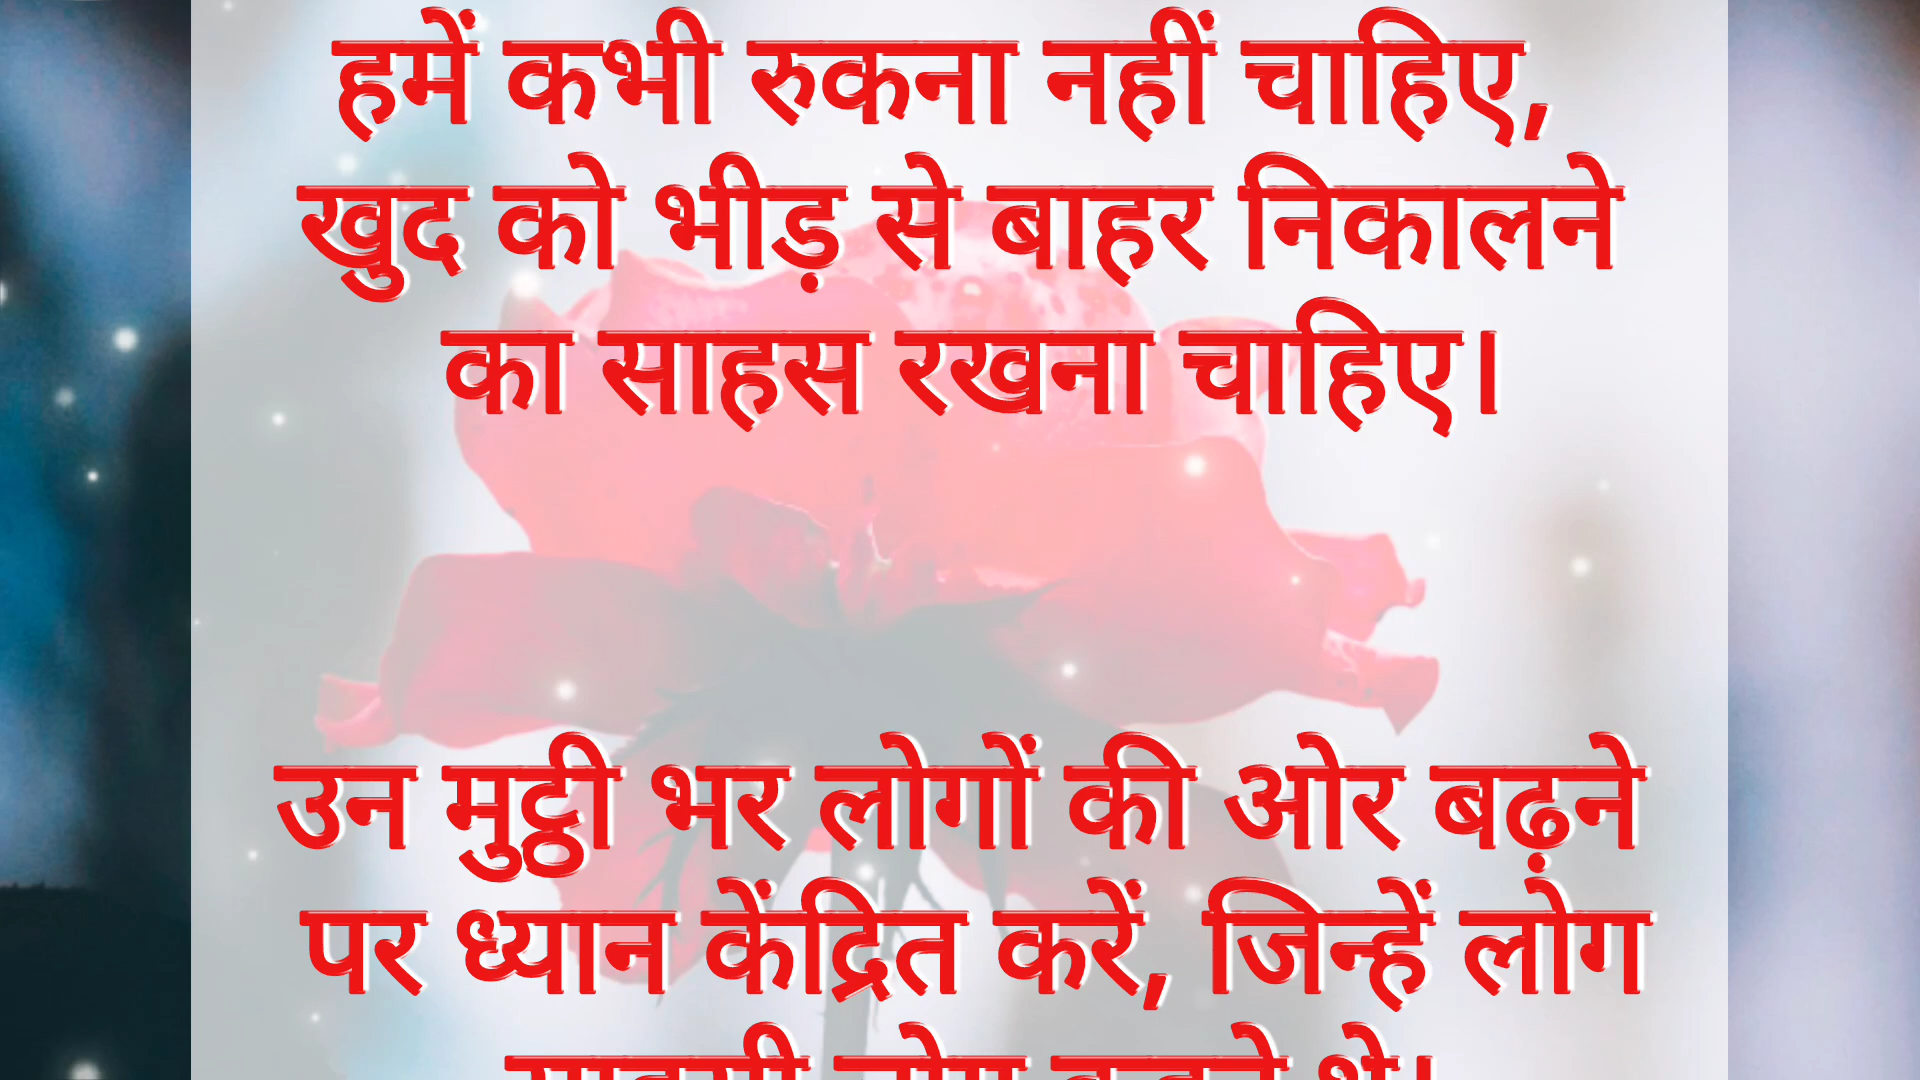 हमें कभी रुकना नहीं चाहिए,
खुद को भीड़ से बाहर निकालने
का साहस रखना चाहिए।
उन मुट्ठी भर लोगों की ओर बढ़ने
पर ध्यान केंद्रित करें, जिन्हें लोग